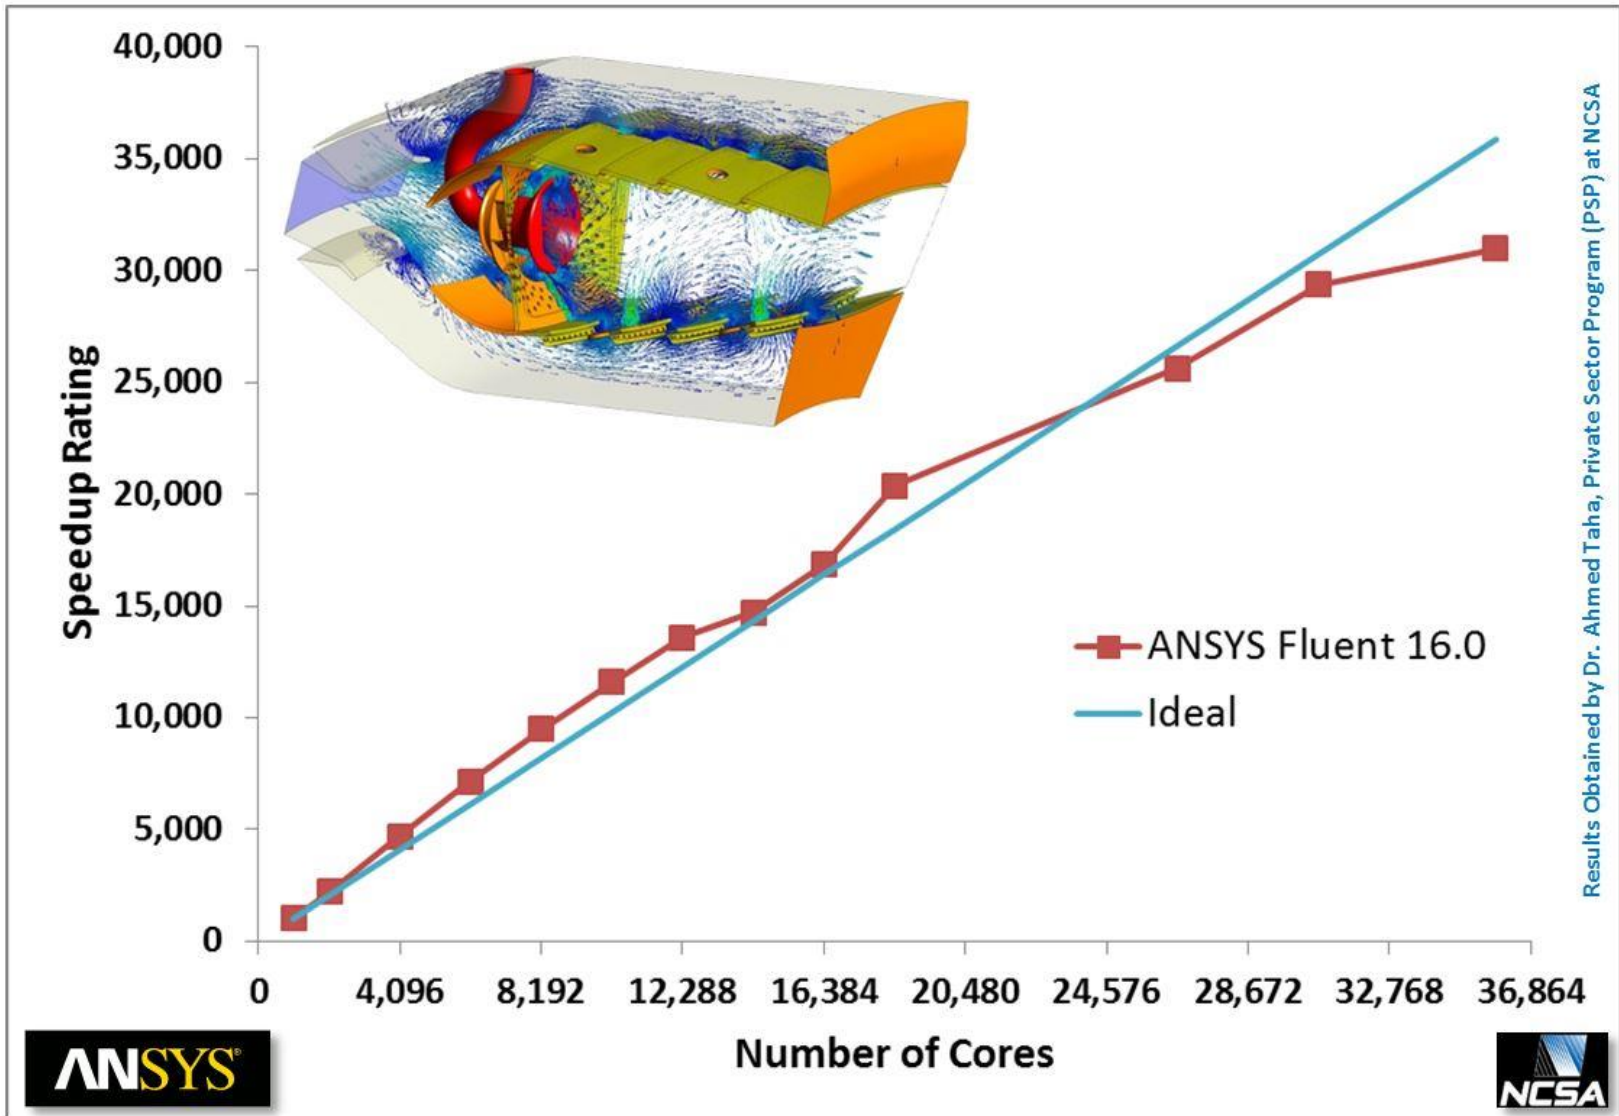 40,000
35,000
30,000
25,000
20,000
15,000
10,000
5,000
0
Speedup Rating
ANSYS Fluent 16.0
Ideal
0 4,096 8,192 12,288 16,384 20,480 24,576 28,672 32,768 36,864
Number of Cores
Results Obtained by Dr. Ahmed Taha, Private Sector Program (PSP) at NCSA
ANSYS®
NCSA